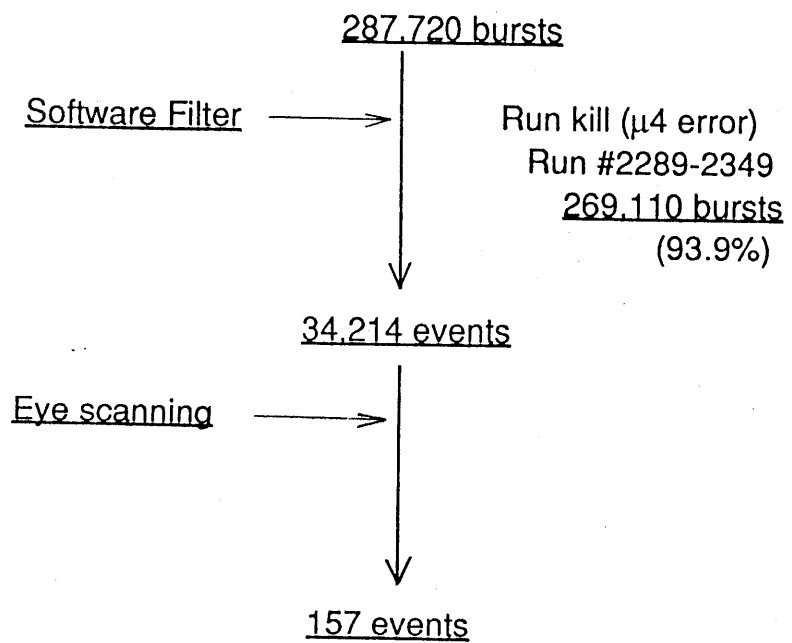 287,720 bursts
Software Filter
Run kill (μ4 error)
Run #2289-2349
269,110 bursts
(93.9%)
34,214 events
Eye scanning
157 events